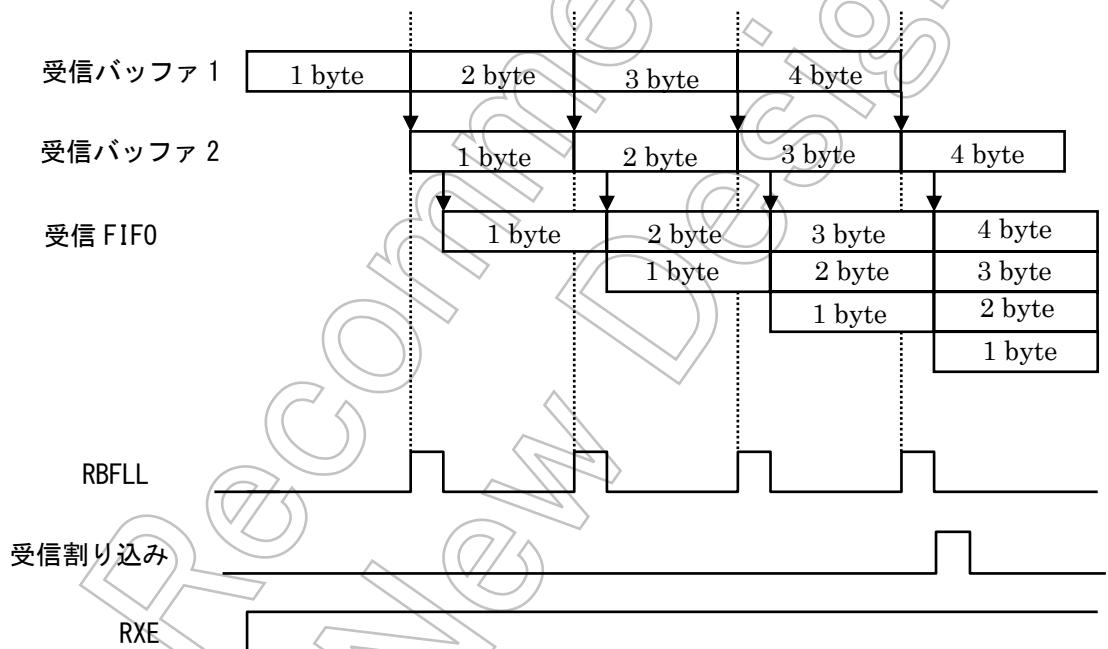 受信バッファ 1
1 byte 2 byte 3 byte 4 byte
受信バッファ 2
1 byte 2 byte 3 byte 4 byte
受信 FIFO
1 byte 2 byte 3 byte 4 byte
1 byte 2 byte 3 byte
1 byte 2 byte
1 byte
RBFLL
受信割り込み
RXE
Recomme
New Desig